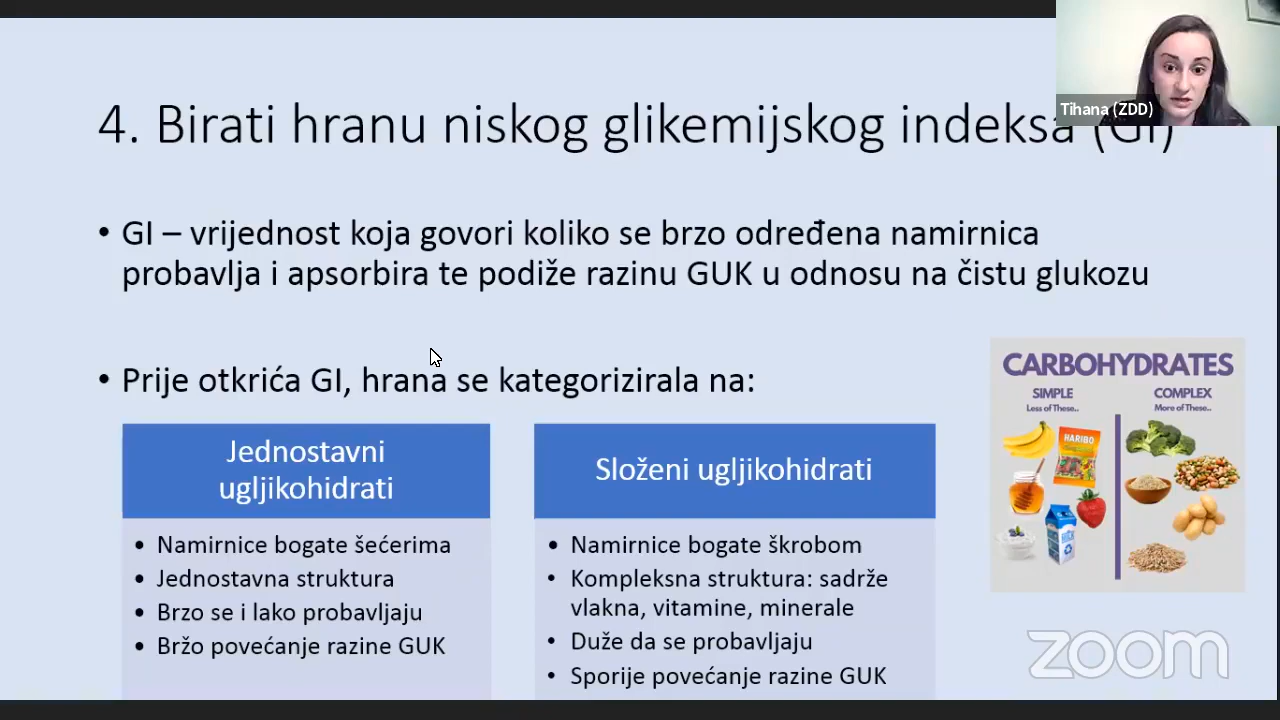 4. Birati hranu niskog glikemijskog indeksa (GI)
Tihana (ZDD)
• GI – vrijednost koja govori koliko se brzo određena namirnica
probavlja i apsorbira te podiže razinu GUK u odnosu na čistu glukozu
• Prije otkrića GI, hrana se kategorizirala na:
Jednostavni
ugljikohidrati
• Namirnice bogate šećerima
• Jednostavna struktura
• Brzo se i lako probavljaju
• Bržo povećanje razine GUK
Složeni ugljikohidrati
• Namirnice bogate škrobom
• Kompleksna struktura: sadrže
vlakna, vitamine, minerale
• Duže da se probavljaju
• Sporije povećanje razine GUK
CARBOHYDRATES
SIMPLE
Less of These..
COMPLEX
More of These..
HARIBO
MILK
zoom